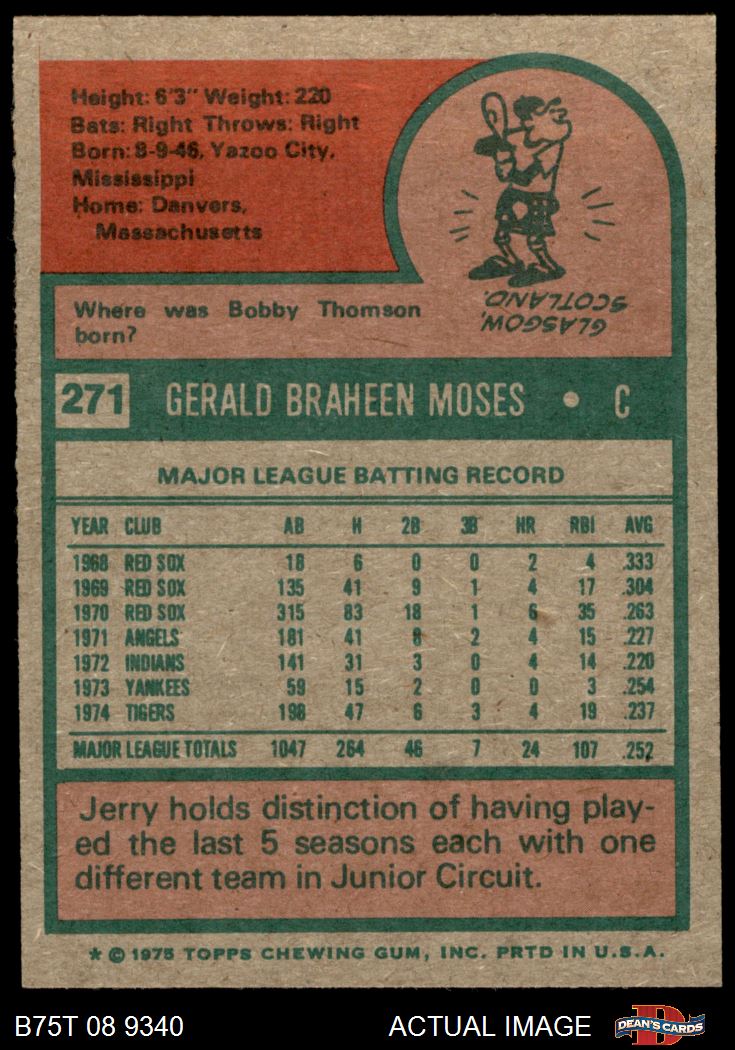 Height: 6'3" Weight: 220
Bats: Right Throws: Right
Born: 8-9-46, Yazoo City,
Mississippi
Home: Danvers,
Massachusetts
Where was Bobby Thomson
born?
GLASGOW,
SCOTLAND.
271 GERALD BRAHEEN MOSES • C
MAJOR LEAGUE BATTING RECORD
YEAR CLUB AB H 2B 3B HR RBI AVG
1968 RED SOX 18 6 0 0 2 4 .333
1969 RED SOX 135 41 9 1 4 17 .304
1970 RED SOX 315 83 18 1 6 35 .263
1971 ANGELS 181 41 8 2 4 15 .227
1972 INDIANS 141 31 3 0 4 14 .220
1973 YANKEES 59 15 2 0 0 3 .254
1974 TIGERS 198 47 6 3 4 19 .237
MAJOR LEAGUE TOTALS 1047 264 46 7 24 107 .252
Jerry holds distinction of having play-
ed the last 5 seasons each with one
different team in Junior Circuit.
* © 1975 TOPPS CHEWING GUM, INC. PRTD IN U.S.A.
B75T 08 9340 ACTUAL IMAGE DEAN'S CARDS